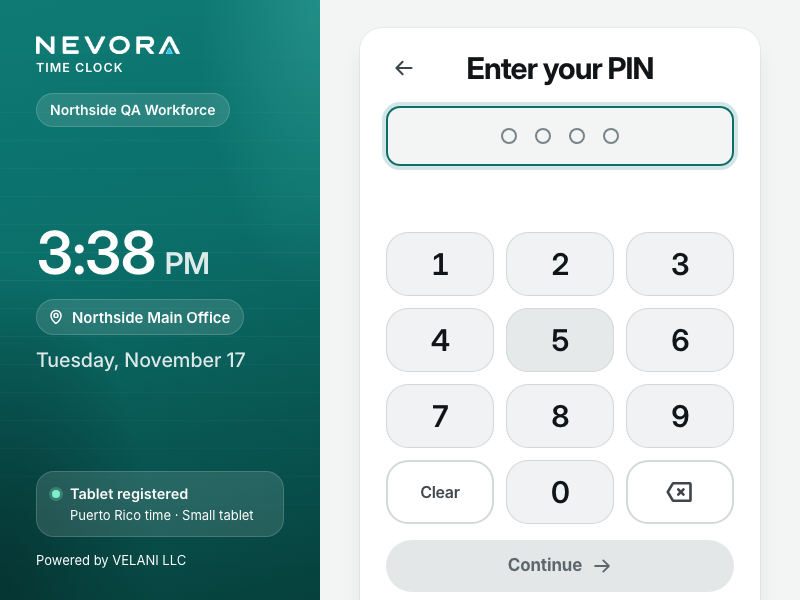 NEVORA
TIME CLOCK
Northside QA Workforce
3:38 PM
Northside Main Office
Tuesday, November 17
Tablet registered
Puerto Rico time · Small tablet
Powered by VELANI LLC
Enter your PIN
1 2 3
4 5 6
7 8 9
Clear 0
Continue